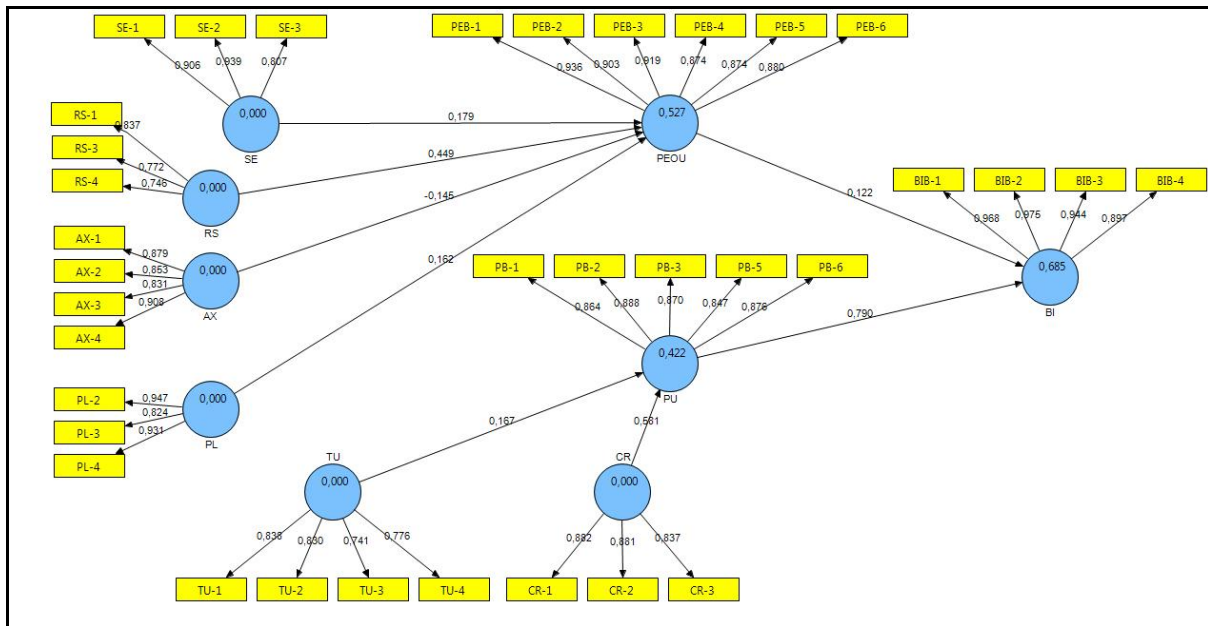 SE-1 SE-2 SE-3
0,906 0,939 0,807
0,000
SE
RS-1
RS-3
RS-4
0,837
0,772
0,746
0,000
RS
AX-1
AX-2
AX-3
AX-4
0,879
0,853
0,831
0,908
0,000
AX
PL-2
PL-3
PL-4
0,947
0,824
0,931
0,000
PL
0,179
0,449
-0,145
0,162
PEB-1 PEB-2 PEB-3 PEB-4 PEB-5 PEB-6
0,936 0,903 0,919 0,874 0,874 0,880
0,527
PEOU
0,122
BIB-1 BIB-2 BIB-3 BIB-4
0,968 0,975 0,944 0,897
0,685
BI
PB-1 PB-2 PB-3 PB-5 PB-6
0,864 0,888 0,870 0,847 0,876
0,422
PU
0,790
0,167
0,581
TU
0,000
0,838 0,830 0,741 0,776
TU-1 TU-2 TU-3 TU-4
CR
0,000
0,882 0,881 0,837
CR-1 CR-2 CR-3